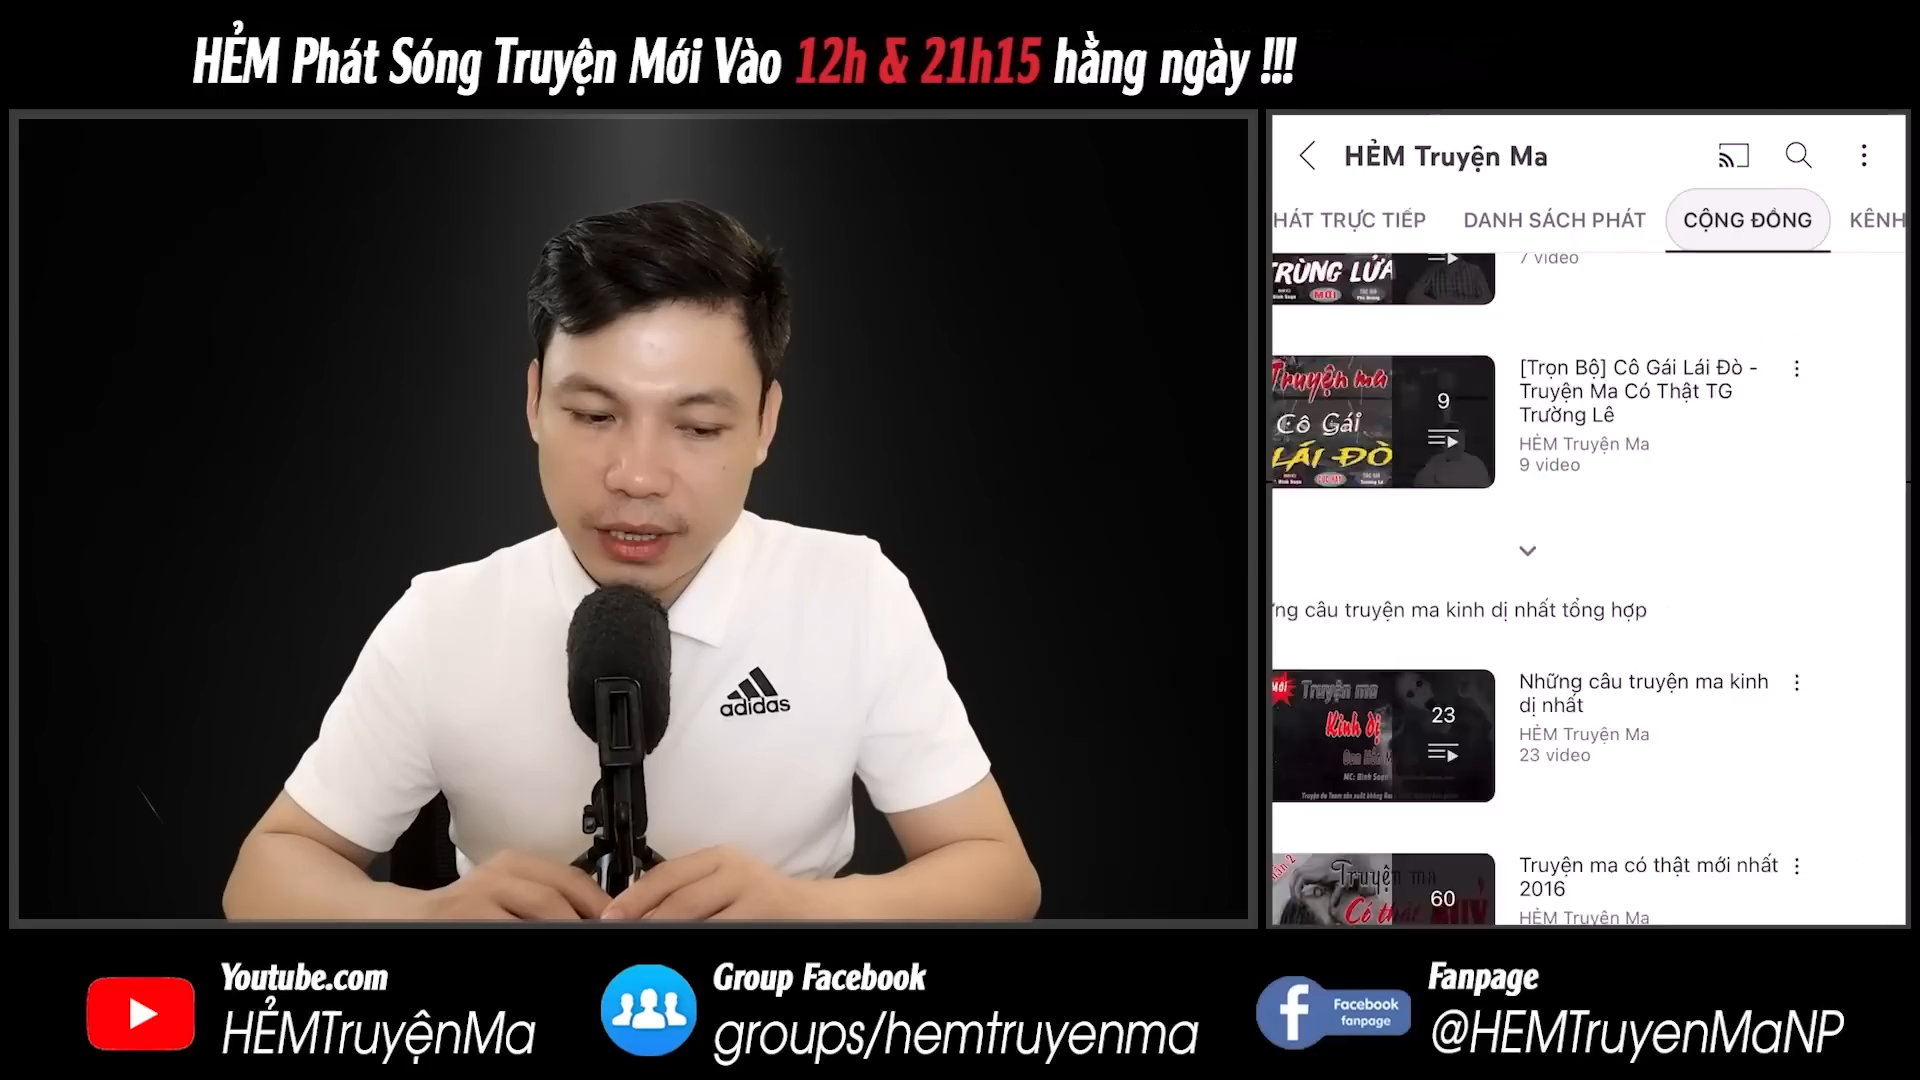 HẺM Phát Sóng Truyện Mới Vào 12h & 21h15 hằng ngày !!!
HẺM Truyện Ma
HÁT TRỰC TIẾP
DANH SÁCH PHÁT
CỘNG ĐỒNG
KÊNH
TRÙNG LỬA
MỚI
7 video
Truyện ma
Cô Gái
LÁI ĐÒ
9
[Trọn Bộ] Cô Gái Lái Đò -
Truyện Ma Có Thật TG
Trường Lê
HẺM Truyện Ma
9 video
ng câu truyện ma kinh dị nhất tổng hợp
MỚI
Truyện ma
Kinh dị
23
Những câu truyện ma kinh
dị nhất
HẺM Truyện Ma
23 video
Truyện ma
Có thật
60
Truyện ma có thật mới nhất
2016
HẺM Truyện Ma
adidas
Youtube.com
HẺMTruyệnMa
Group Facebook
groups/hemtruyenma
Facebook
fanpage
Fanpage
@HEMTruyenMaNP